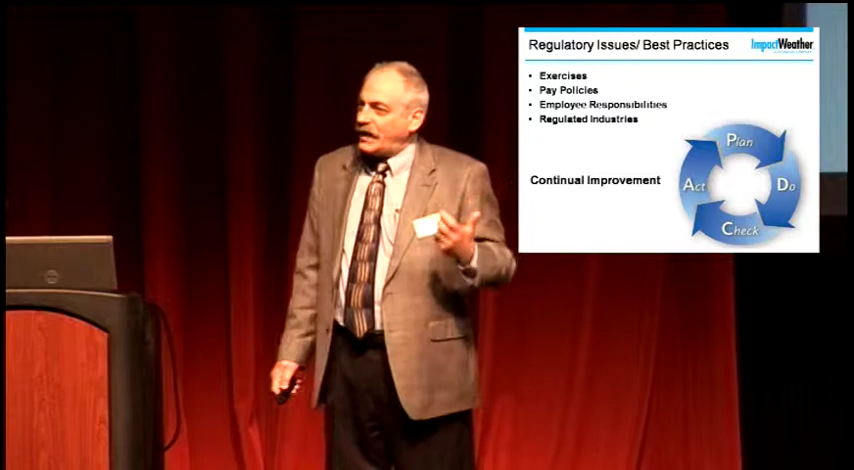 Regulatory Issues/ Best Practices
ImpactWeather
• Exercises
• Pay Policies
• Employee Responsibilities
• Regulated Industries
Continual Improvement
Plan
Act
Do
Check